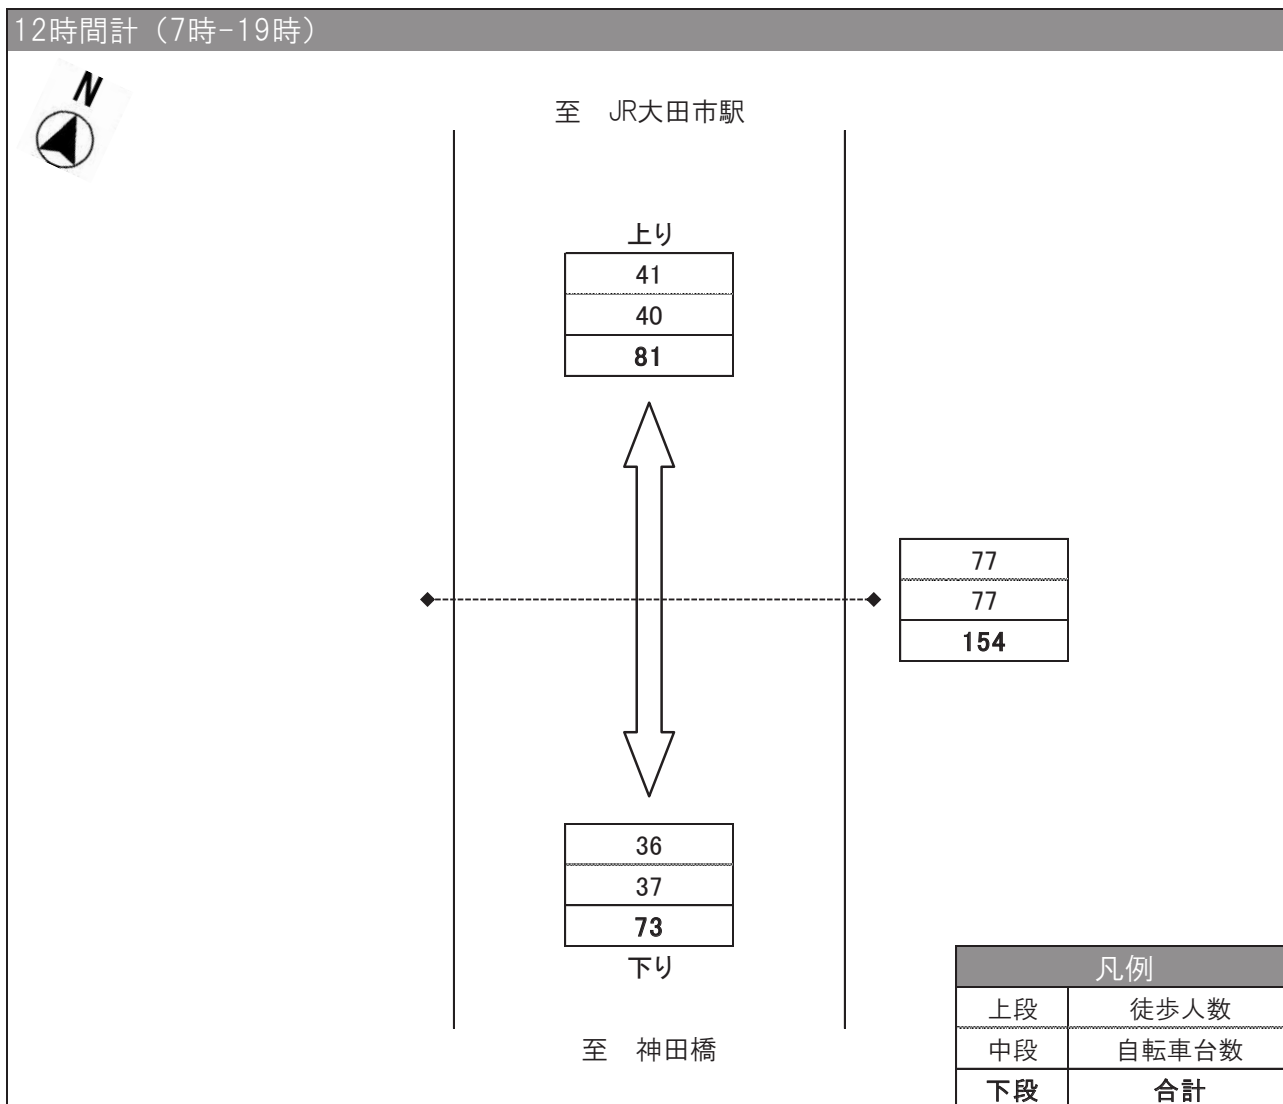 12時間計（7時-19時）
N
至　JR大田市駅
上り
41
40
81
77
77
154
36
37
73
下り
至　神田橋
凡例
上段　徒歩人数
中段　自転車台数
下段　合計